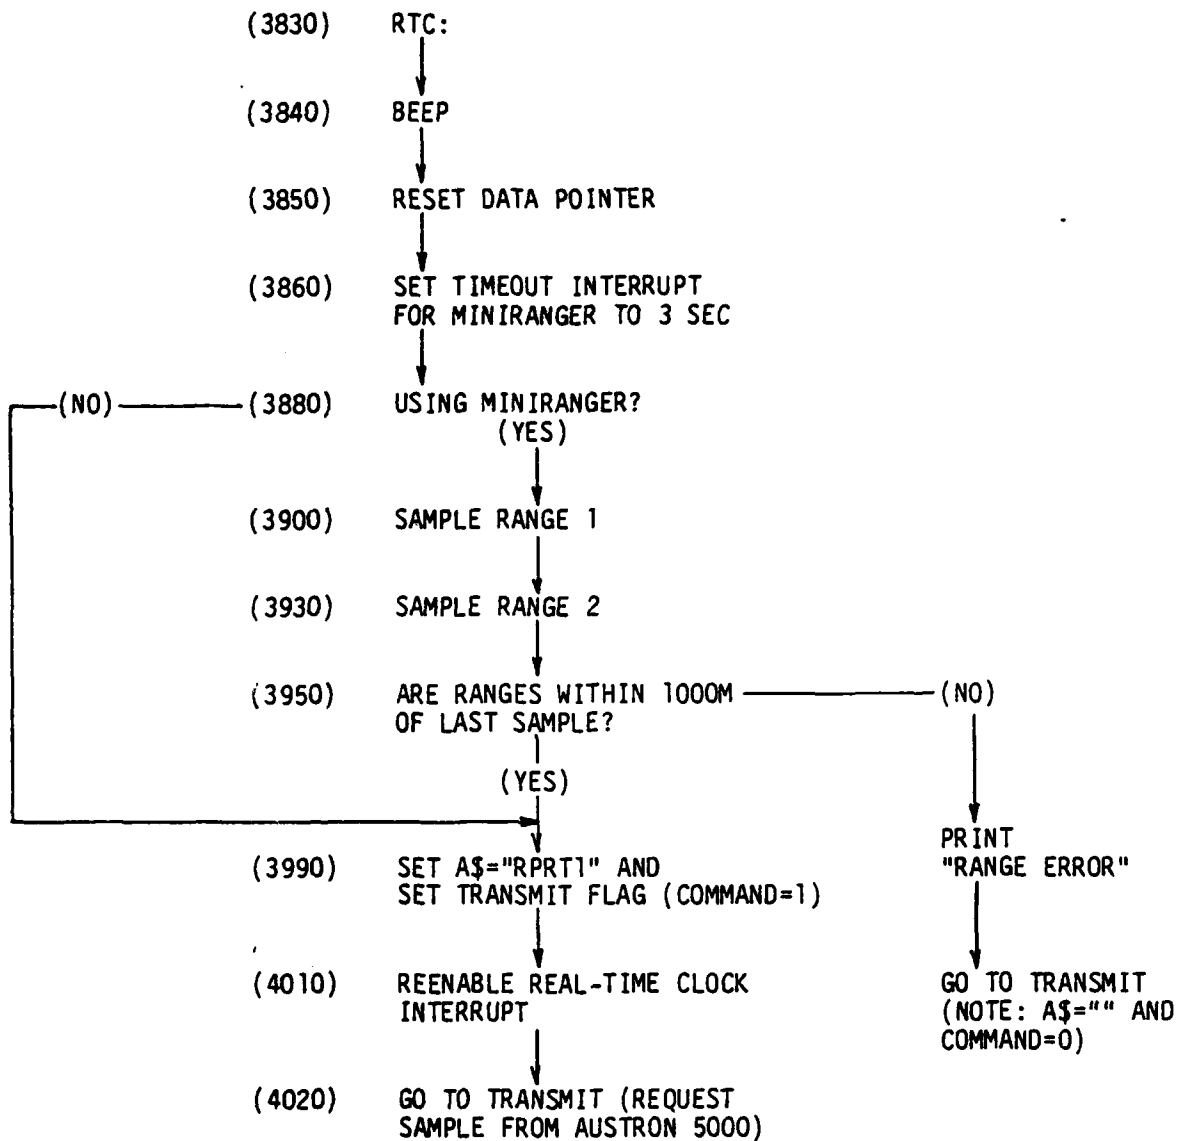 (3830) RTC:
(3840) BEEP
(3850) RESET DATA POINTER
(3860) SET TIMEOUT INTERRUPT
FOR MINIRANGER TO 3 SEC
(NO) (3880) USING MINIRANGER?
(YES)
(3900) SAMPLE RANGE 1
(3930) SAMPLE RANGE 2
(3950) ARE RANGES WITHIN 1000M (NO)
OF LAST SAMPLE?
(YES)
PRINT
"RANGE ERROR"
(3990) SET A$="RPRT1" AND
SET TRANSMIT FLAG (COMMAND=1)
(4010) REENABLE REAL-TIME CLOCK
INTERRUPT
GO TO TRANSMIT
(NOTE: A$="" AND
COMMAND=0)
(4020) GO TO TRANSMIT (REQUEST
SAMPLE FROM AUSTRON 5000)